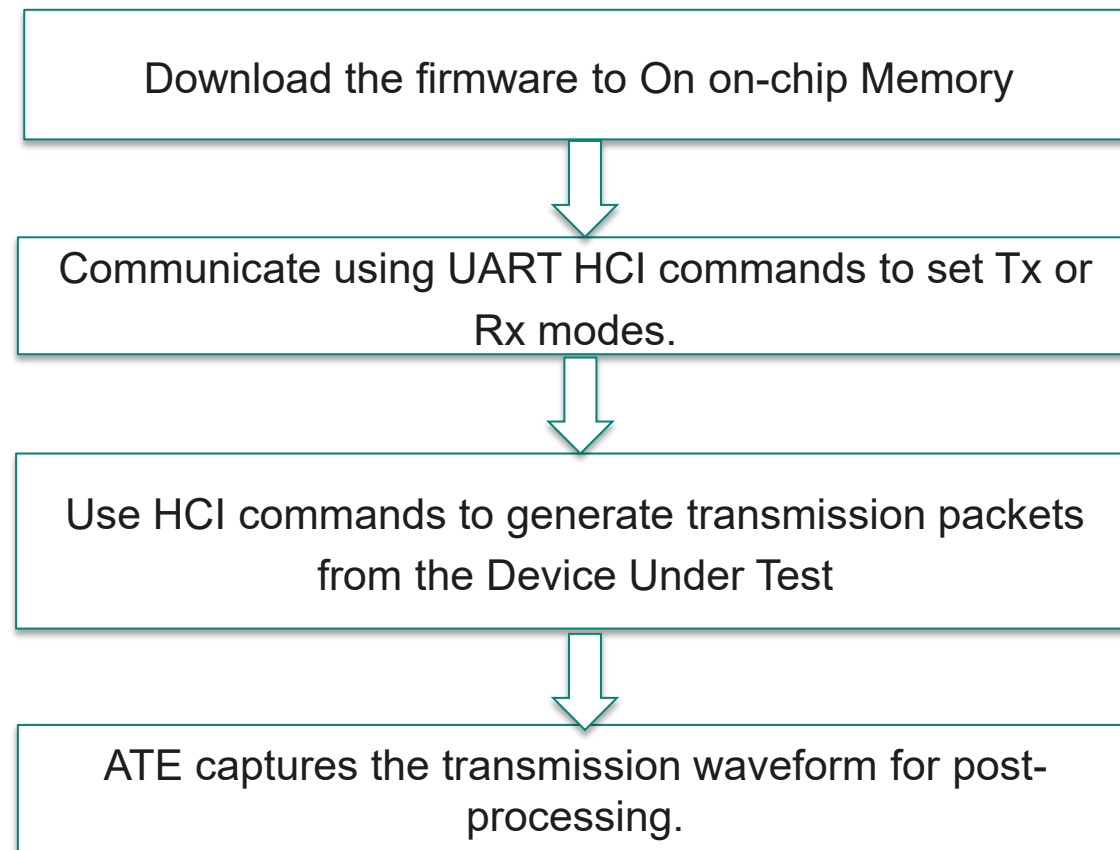 Download the firmware to On on-chip Memory
Communicate using UART HCI commands to set Tx or
Rx modes.
Use HCI commands to generate transmission packets
from the Device Under Test
ATE captures the transmission waveform for post-
processing.